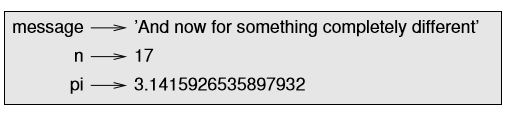 message ⟶ ’And now for something completely different’
n ⟶ 17
pi ⟶ 3.1415926535897932